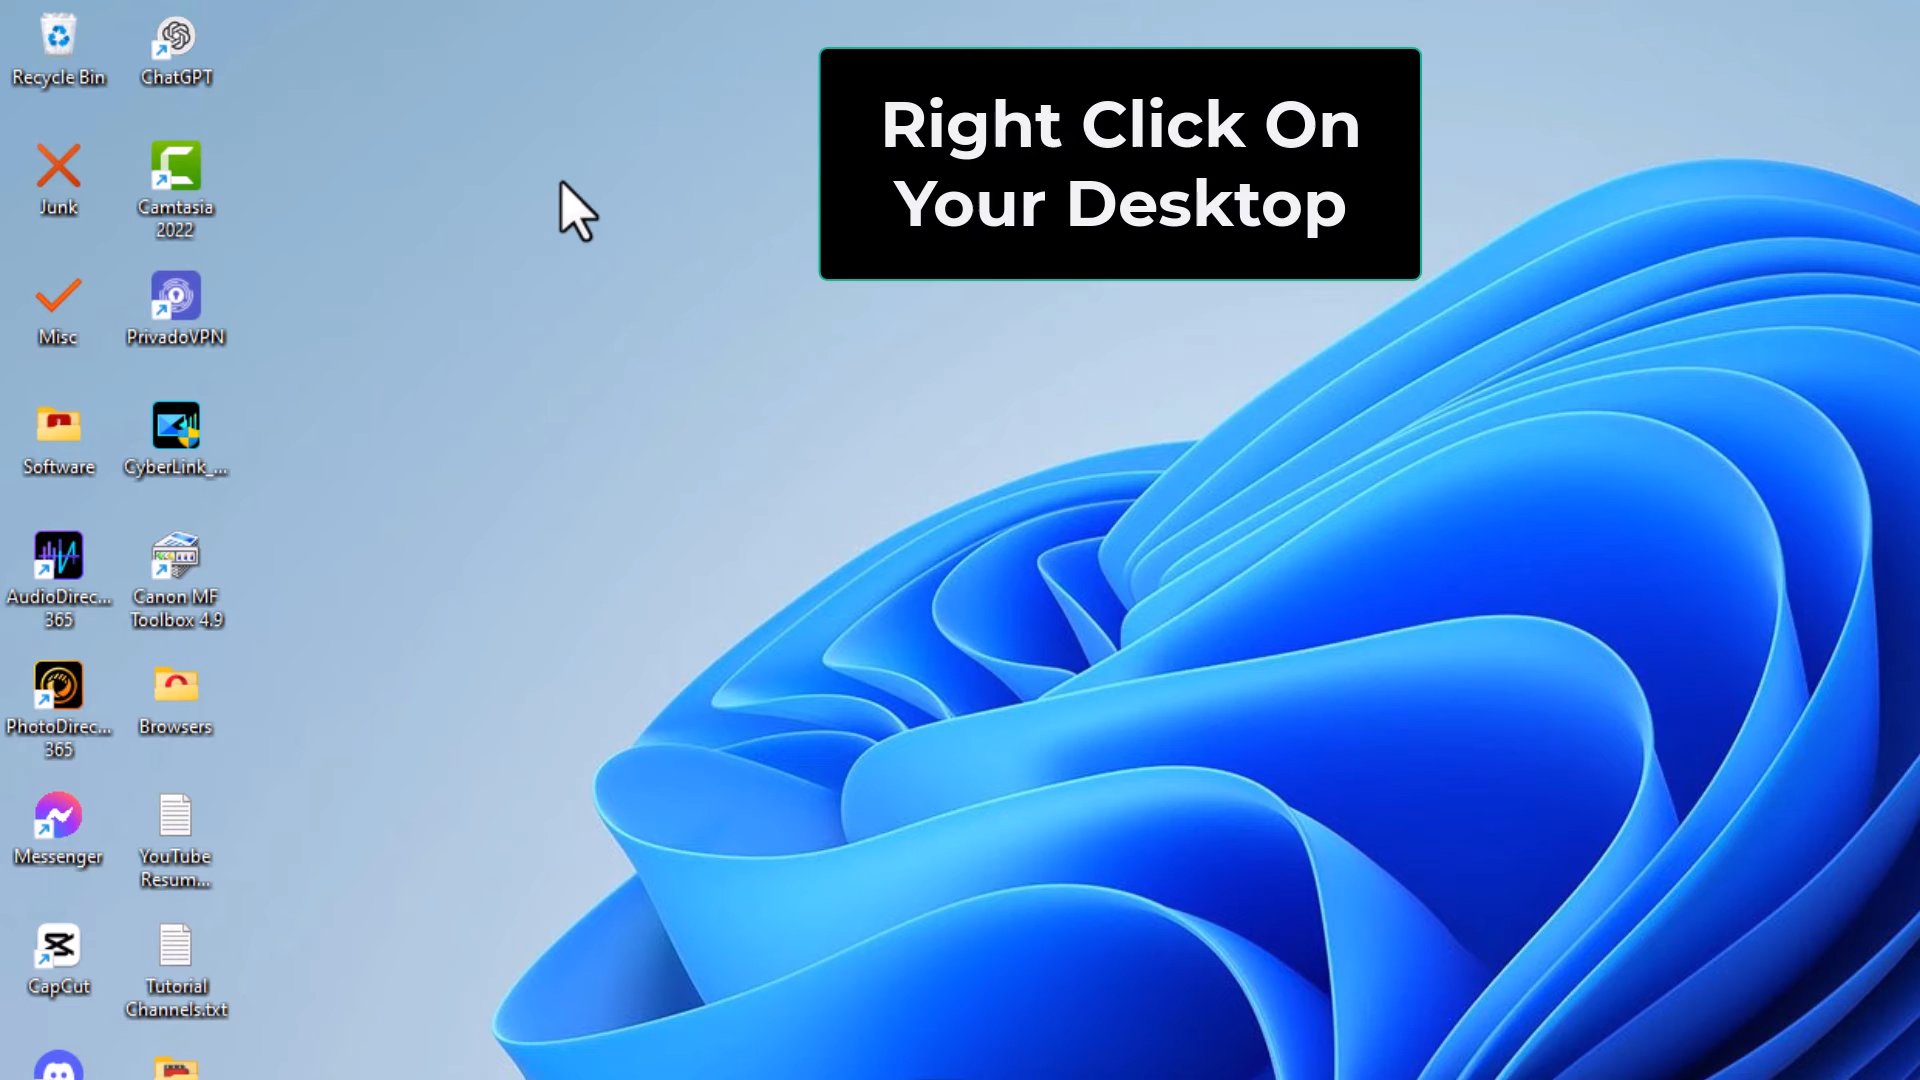 Recycle Bin
ChatGPT
Right Click On
Your Desktop
Junk
Camtasia
2022
Misc
PrivadoVPN
Software
CyberLink_...
AudioDirec...
365
Canon MF
Toolbox 4.9
PhotoDirec...
365
Browsers
Messenger
YouTube
Resum...
CapCut
Tutorial
Channels.txt